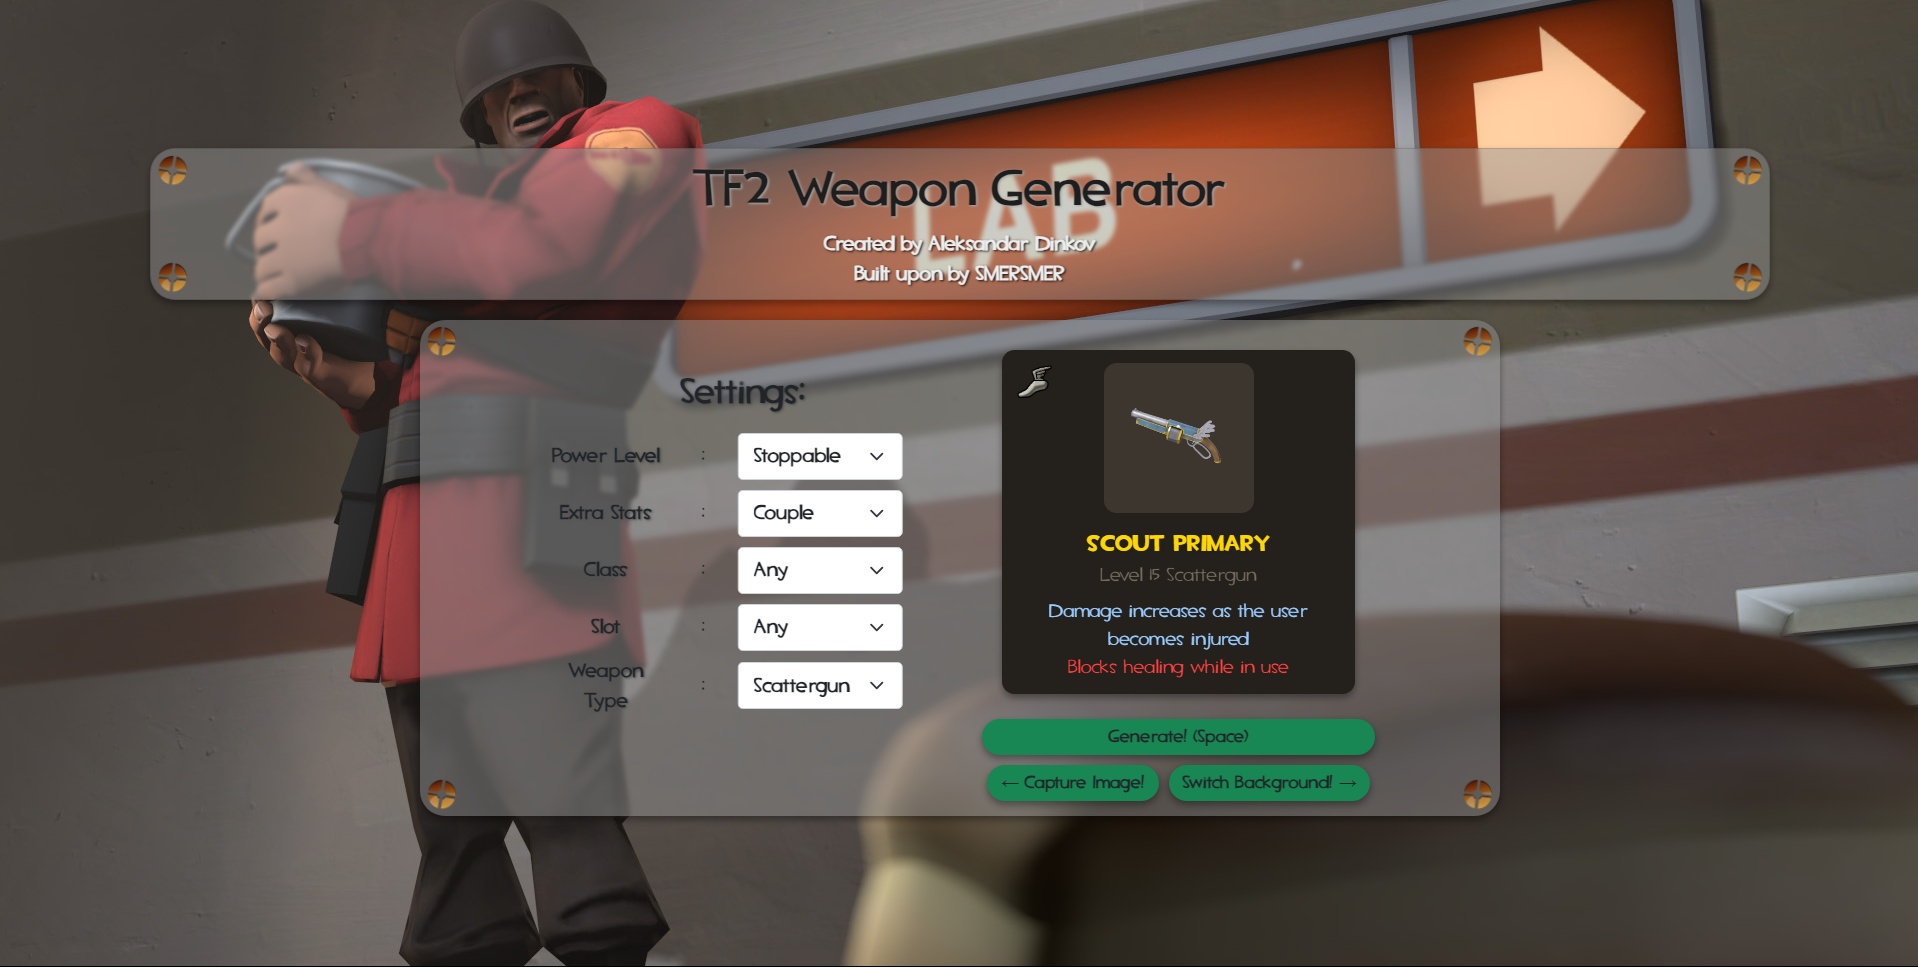 LAB
TF2 Weapon Generator
Created by Aleksandar Dinkov
Built upon by SMERSMER
Settings:
Power Level : Stoppable
Extra Stats : Couple
Class : Any
Slot : Any
Weapon
Type : Scattergun
SCOUT PRIMARY
Level 15 Scattergun
Damage increases as the user
becomes injured
Blocks healing while in use
Generate! (Space)
← Capture Image!
Switch Background! →